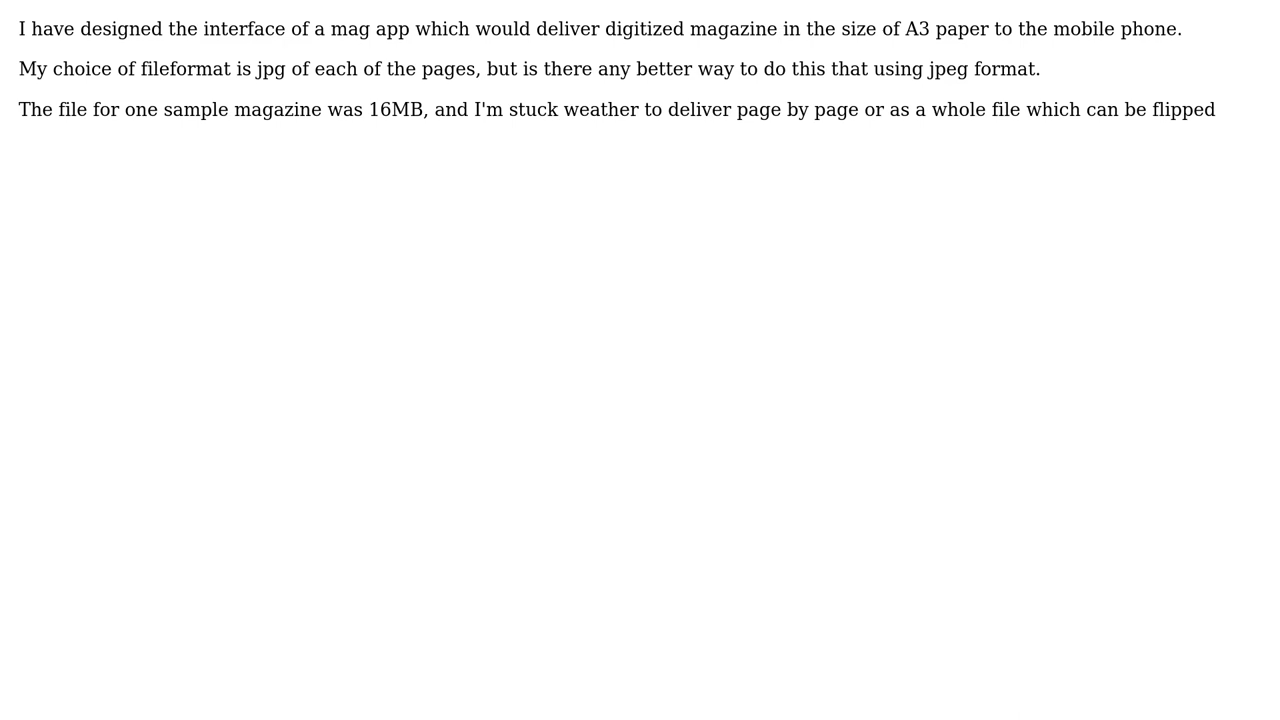 I have designed the interface of a mag app which would deliver digitized magazine in the size of A3 paper to the mobile phone.
My choice of fileformat is jpg of each of the pages, but is there any better way to do this that using jpeg format.
The file for one sample magazine was 16MB, and I'm stuck weather to deliver page by page or as a whole file which can be flipped